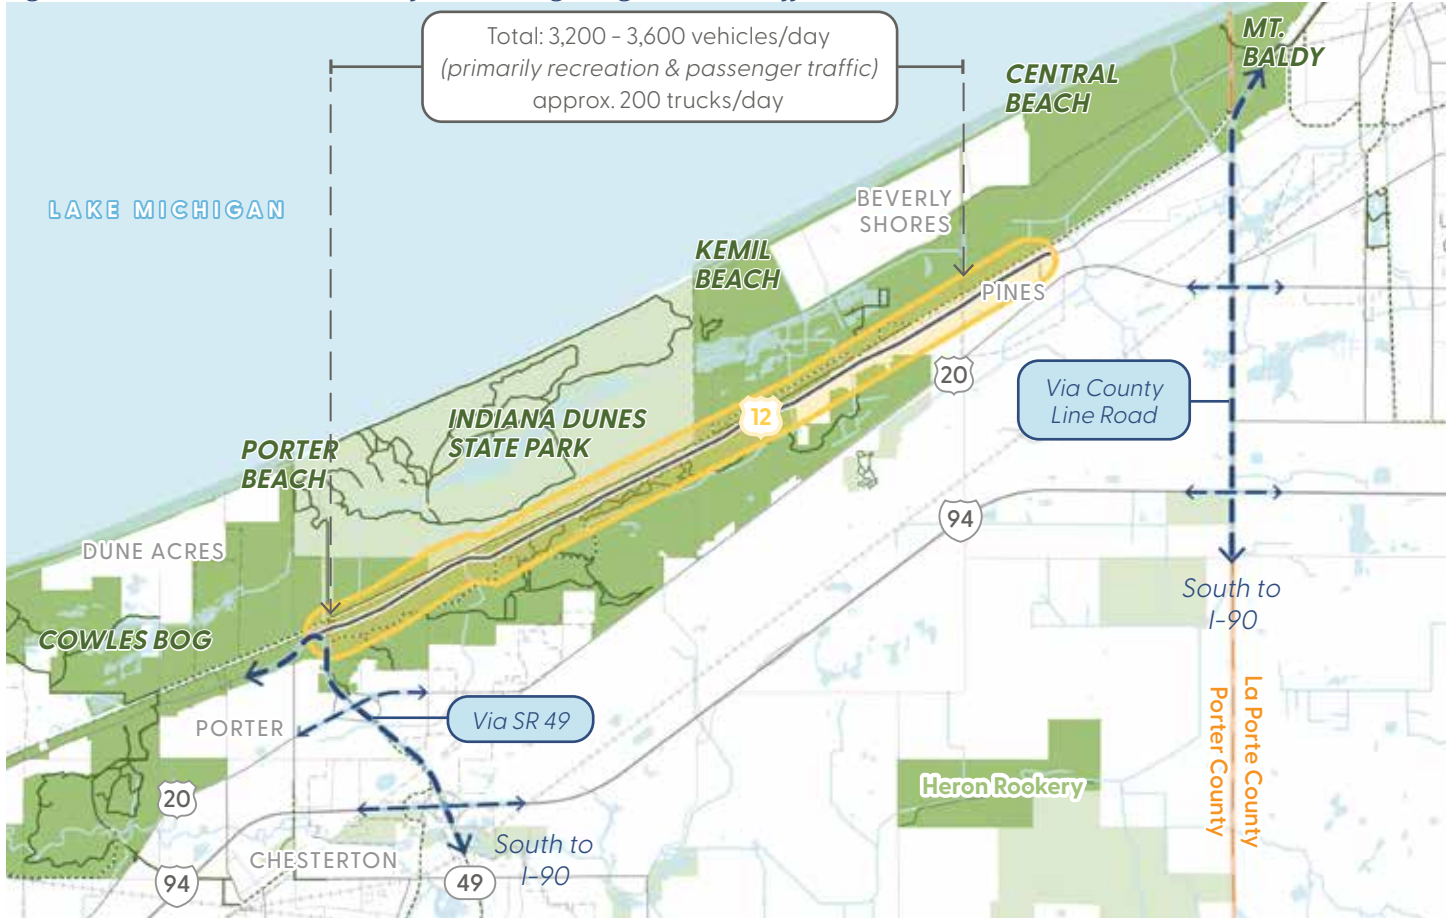 Total: 3,200 - 3,600 vehicles/day
(primarily recreation & passenger traffic)
approx. 200 trucks/day
MT.
BALDY
CENTRAL
BEACH
LAKE MICHIGAN
BEVERLY
SHORES
KEMIL
BEACH
PINES
20
Via County
Line Road
12
INDIANA DUNES
STATE PARK
PORTER
BEACH
94
DUNE ACRES
South to
I-90
COWLES BOG
La Porte County
Porter County
Via SR 49
PORTER
Heron Rookery
20
South to
I-90
CHESTERTON
94
49